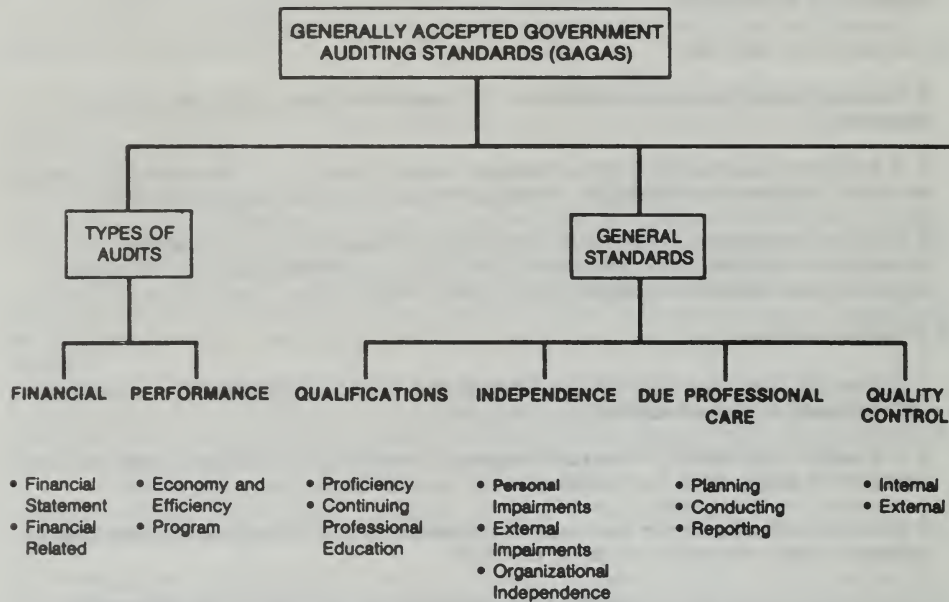 GENERALLY ACCEPTED GOVERNMENT
AUDITING STANDARDS (GAGAS)
TYPES OF
AUDITS
GENERAL
STANDARDS
FINANCIAL
PERFORMANCE
QUALIFICATIONS
INDEPENDENCE
DUE PROFESSIONAL
CARE
QUALITY
CONTROL
• Financial
Statement
• Financial
Related
• Economy and
Efficiency
• Program
• Proficiency
• Continuing
Professional
Education
• Personal
Impairments
• External
Impairments
• Organizational
Independence
• Planning
• Conducting
• Reporting
• Internal
• External